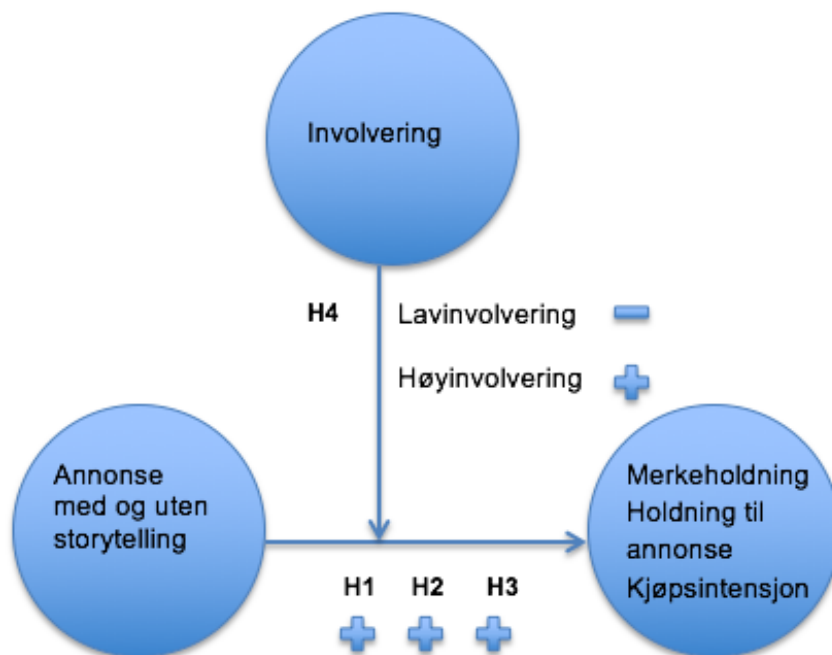 Involvering
H4
Lavinvolvering
Høyinvolvering
Annonse
med og uten
storytelling
Merkeholdning
Holdning til
annonse
Kjøpsintensjon
H1 H2 H3